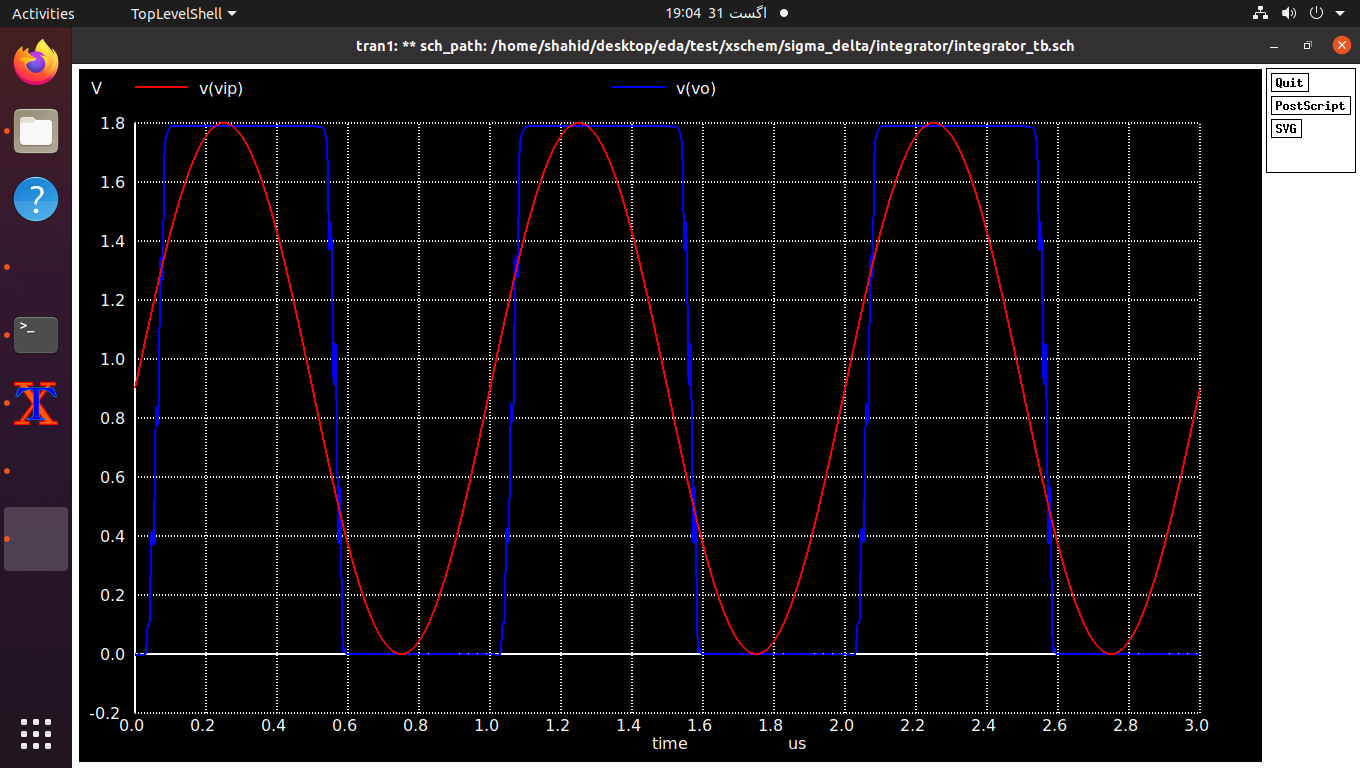 Activities TopLevelShell 19:04 31 اگست
tran1: ** sch_path: /home/shahid/desktop/eda/test/xschem/sigma_delta/integrator/integrator_tb.sch
V v(vip) v(vo)
Quit
PostScript
SVG
1.8
1.6
1.4
1.2
1.0
0.8
0.6
0.4
0.2
0.0
-0.2
0.0 0.2 0.4 0.6 0.8 1.0 1.2 1.4 1.6 1.8 2.0 2.2 2.4 2.6 2.8 3.0
time us
?
>_